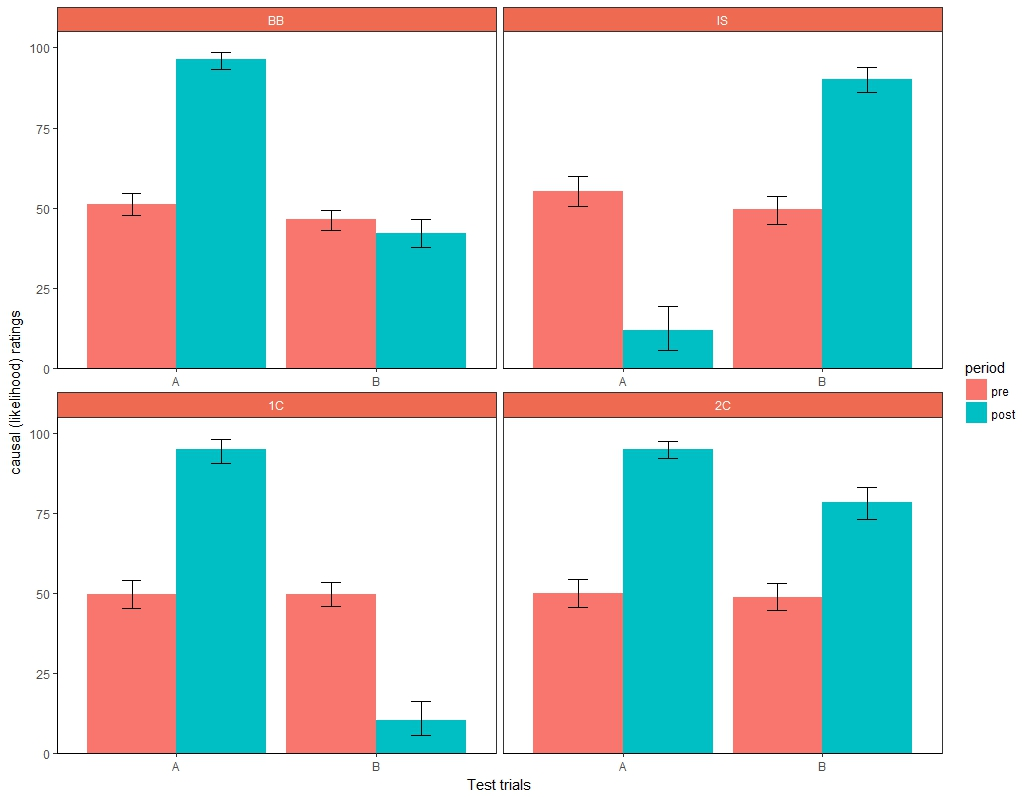 BB
IS
100
75
50
25
0
A
B
A
B
1C
2C
100
75
50
25
0
A
B
A
B
causal (likelihood) ratings
Test trials
period
pre
post